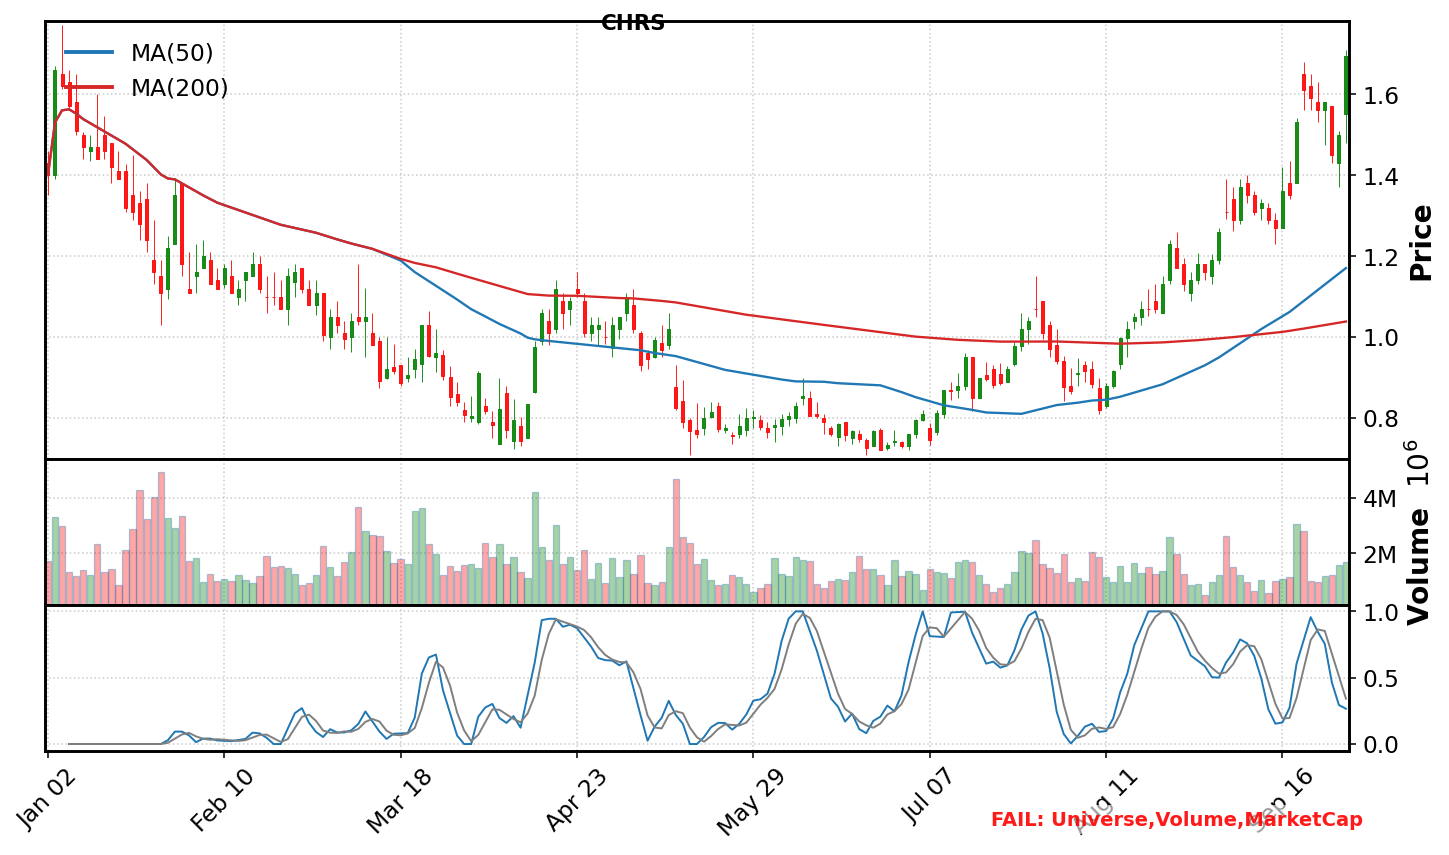 CHRS
MA(50)
MA(200)
1.6
1.4
1.2
1.0
0.8
Price
4M
2M
Volume 10⁶
1.0
0.5
0.0
Jan 02
Feb 10
Mar 18
Apr 23
May 29
Jul 07
Aug 11
Sep 16
FAIL: Universe,Volume,MarketCap